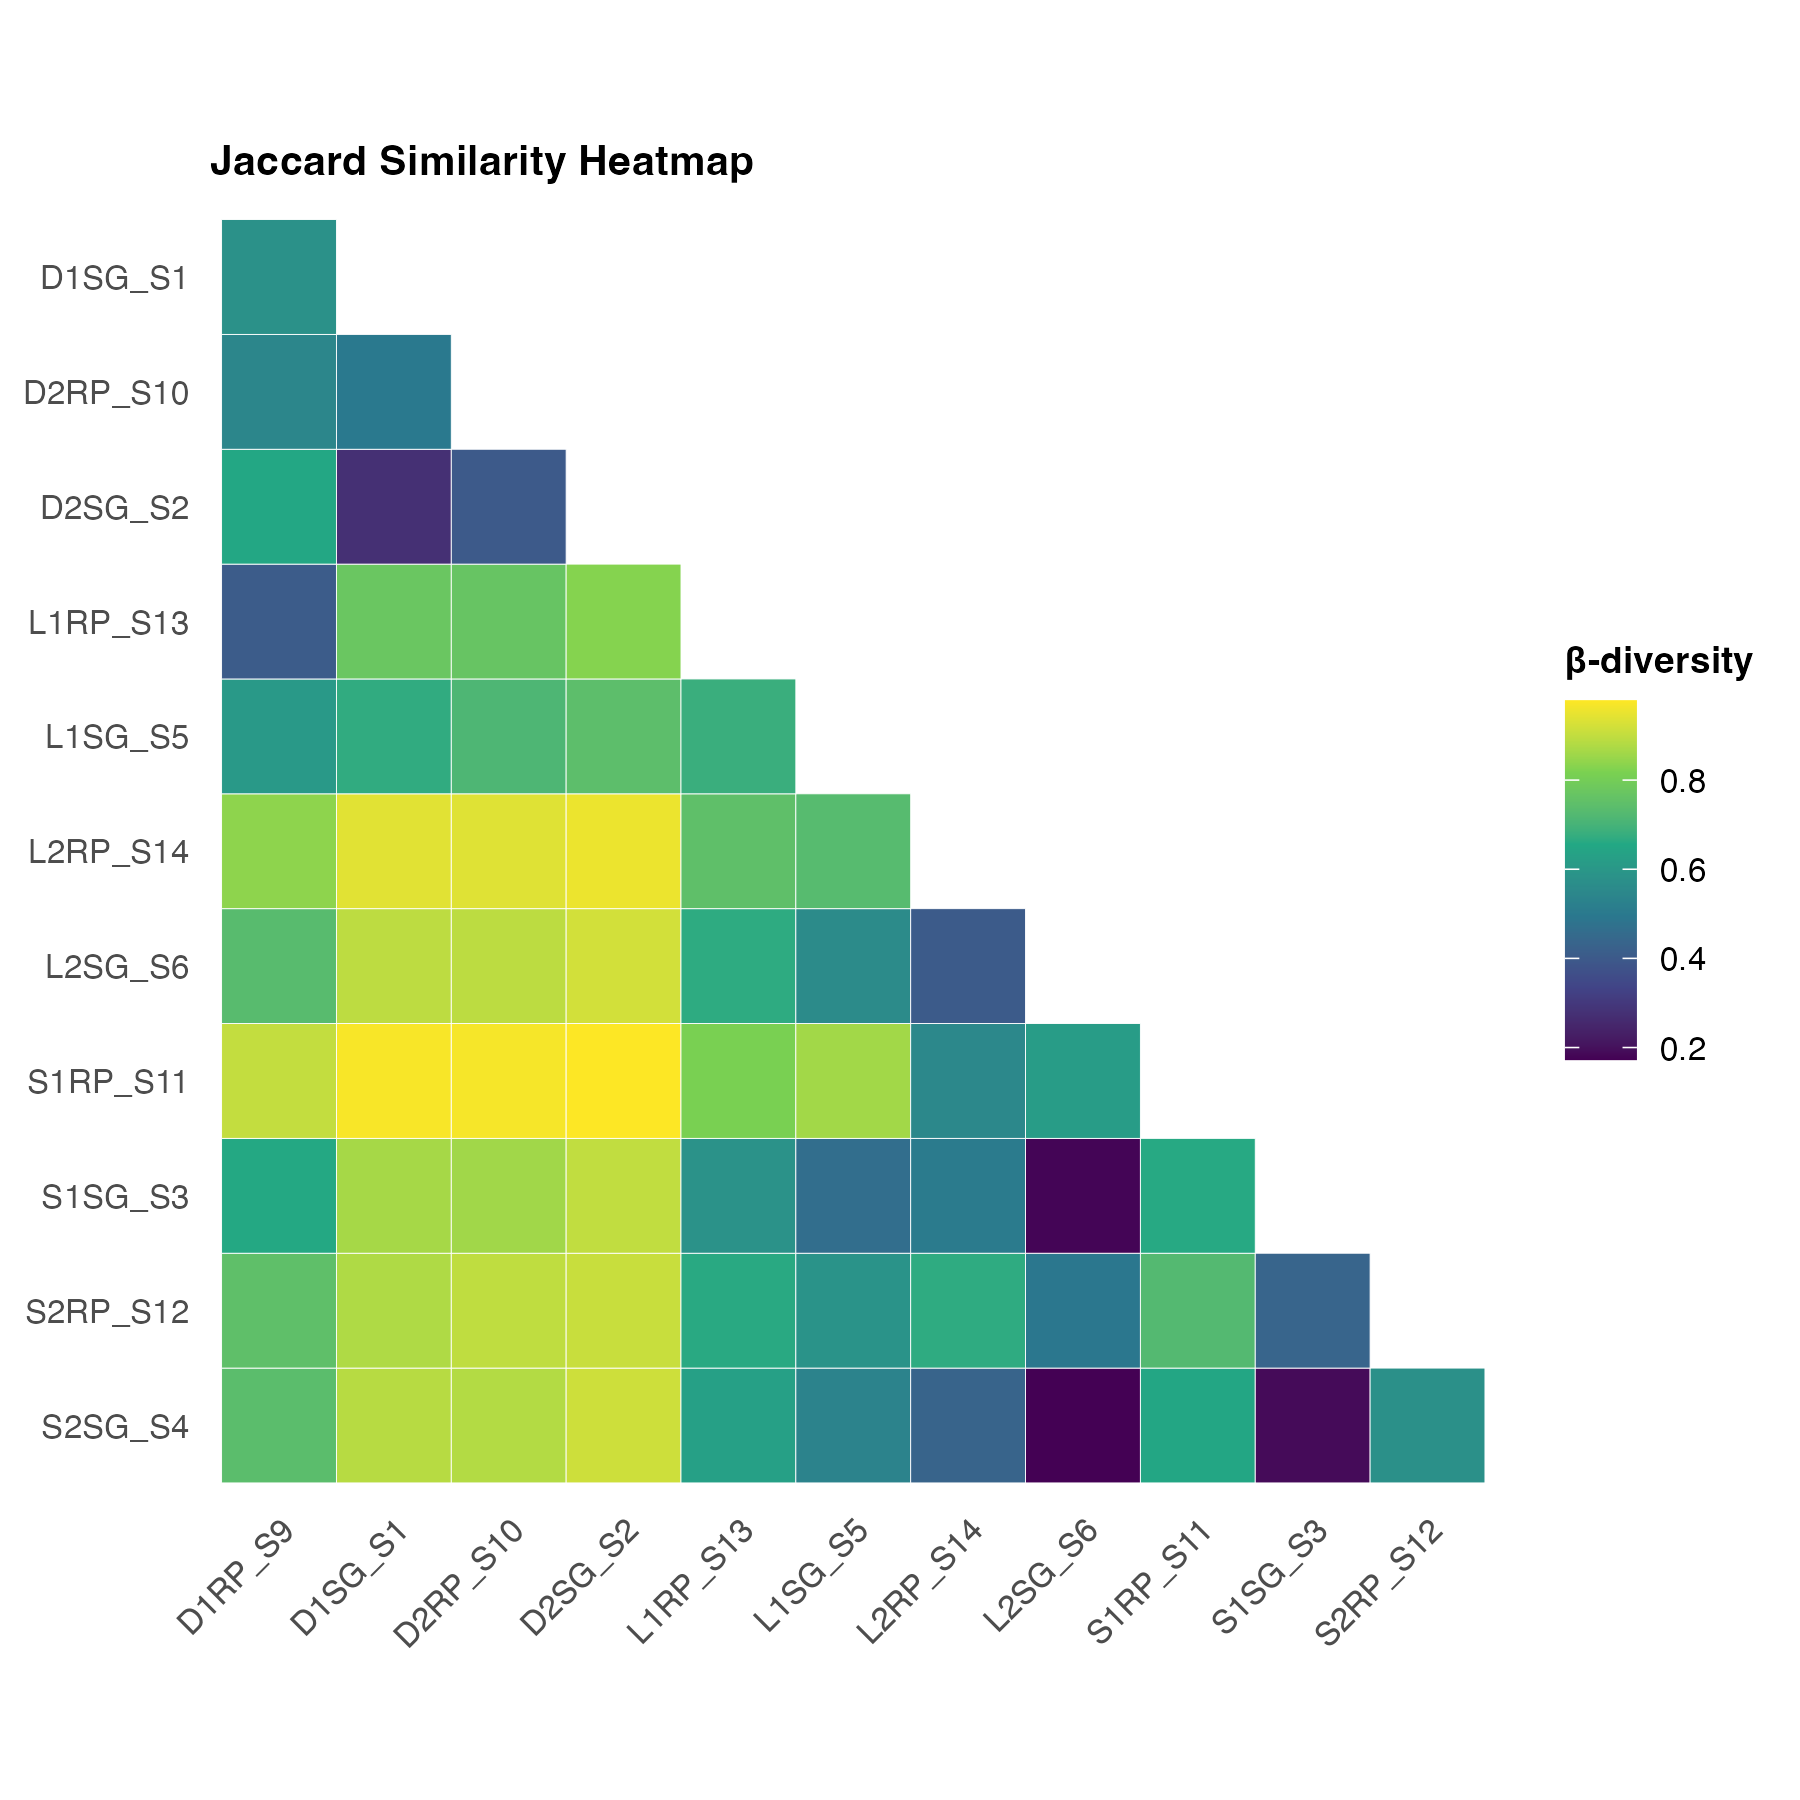 Jaccard Similarity Heatmap
D1SG_S1
D2RP_S10
D2SG_S2
L1RP_S13
L1SG_S5
L2RP_S14
L2SG_S6
S1RP_S11
S1SG_S3
S2RP_S12
S2SG_S4
D1RP_S9
D1SG_S1
D2RP_S10
D2SG_S2
L1RP_S13
L1SG_S5
L2RP_S14
L2SG_S6
S1RP_S11
S1SG_S3
S2RP_S12
β-diversity
0.8
0.6
0.4
0.2